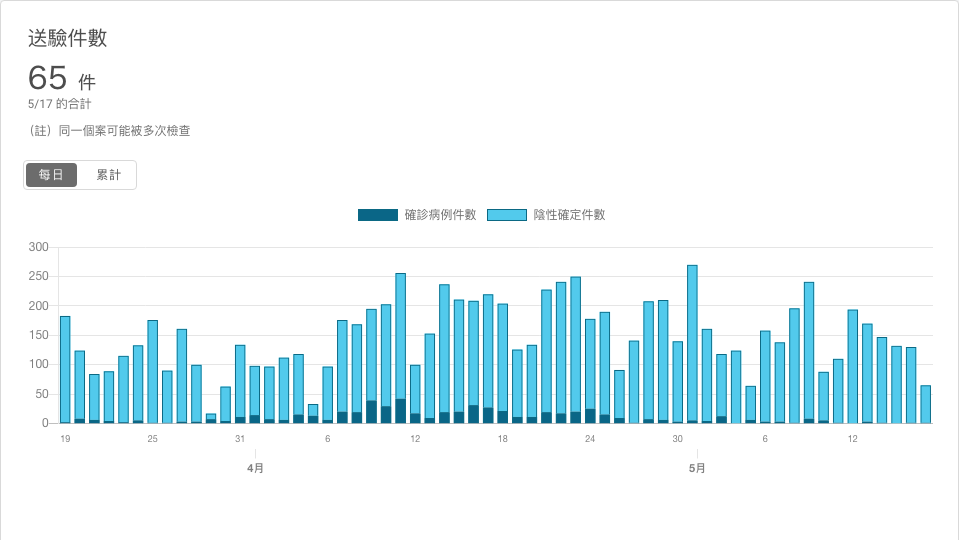 送驗件數
65 件
5/17 的合計
（註）同一個案可能被多次檢查
每日 累計
確診病例件數 陰性確定件數
300
250
200
150
100
50
0
19 25 31 6 12 18 24 30 6 12
4月 5月